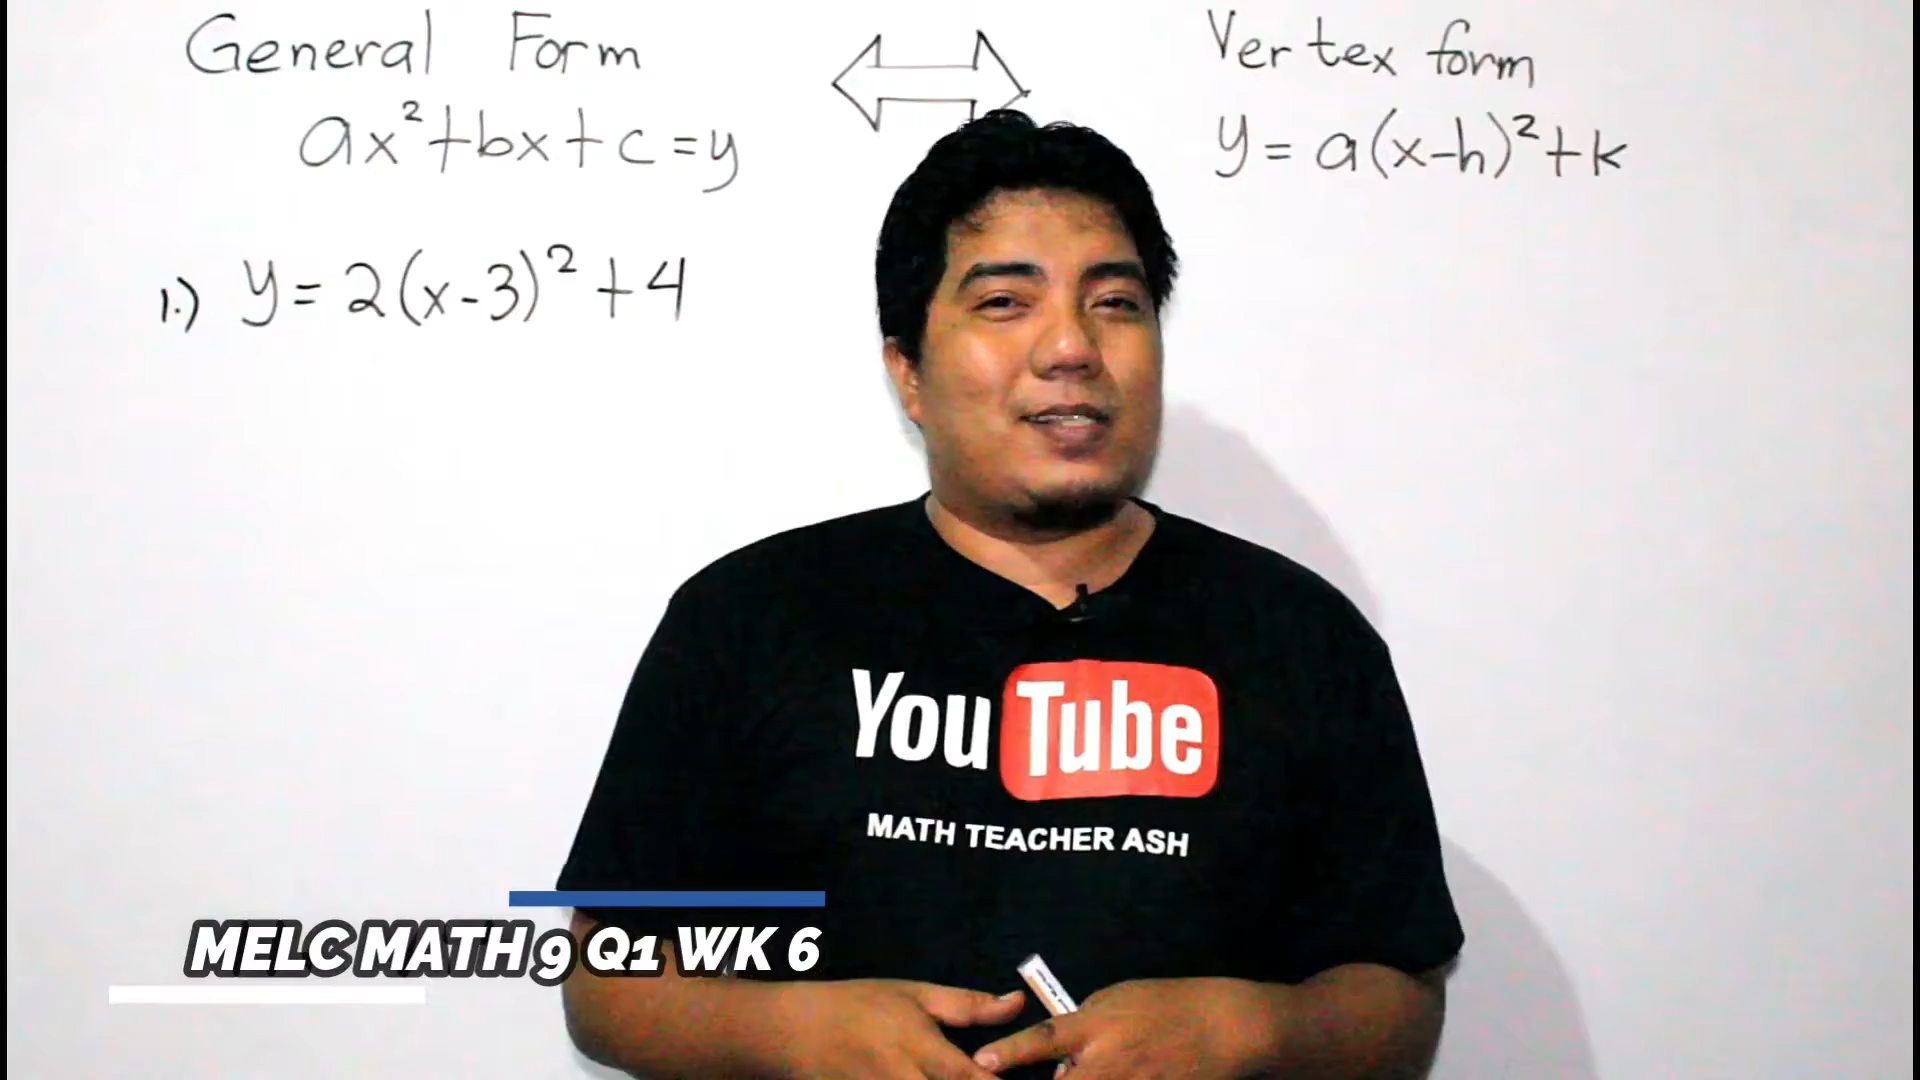 General Form
ax²+bx+c=y
Vertex form
y=a(x-h)²+k
1.) y=2(x-3)²+4
YouTube
MATH TEACHER ASH
MELC MATH 9 Q1 WK 6